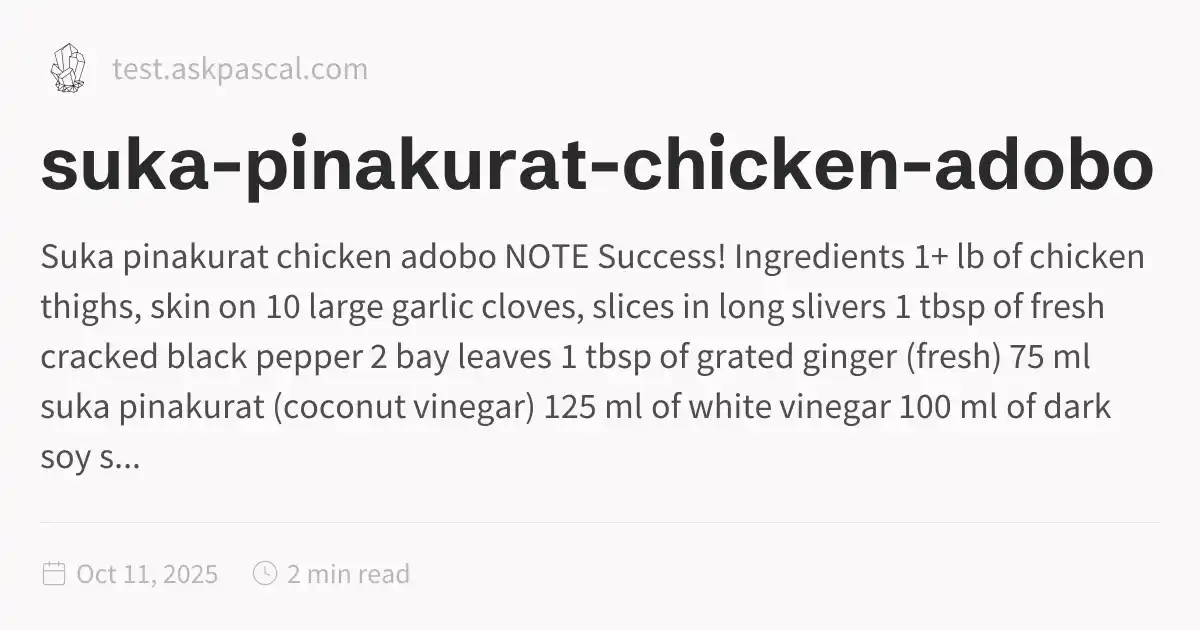 test.askpascal.com
suka-pinakurat-chicken-adobo
Suka pinakurat chicken adobo NOTE Success! Ingredients 1+ lb of chicken
thighs, skin on 10 large garlic cloves, slices in long slivers 1 tbsp of fresh
cracked black pepper 2 bay leaves 1 tbsp of grated ginger (fresh) 75 ml
suka pinakurat (coconut vinegar) 125 ml of white vinegar 100 ml of dark
soy s...
Oct 11, 2025 2 min read